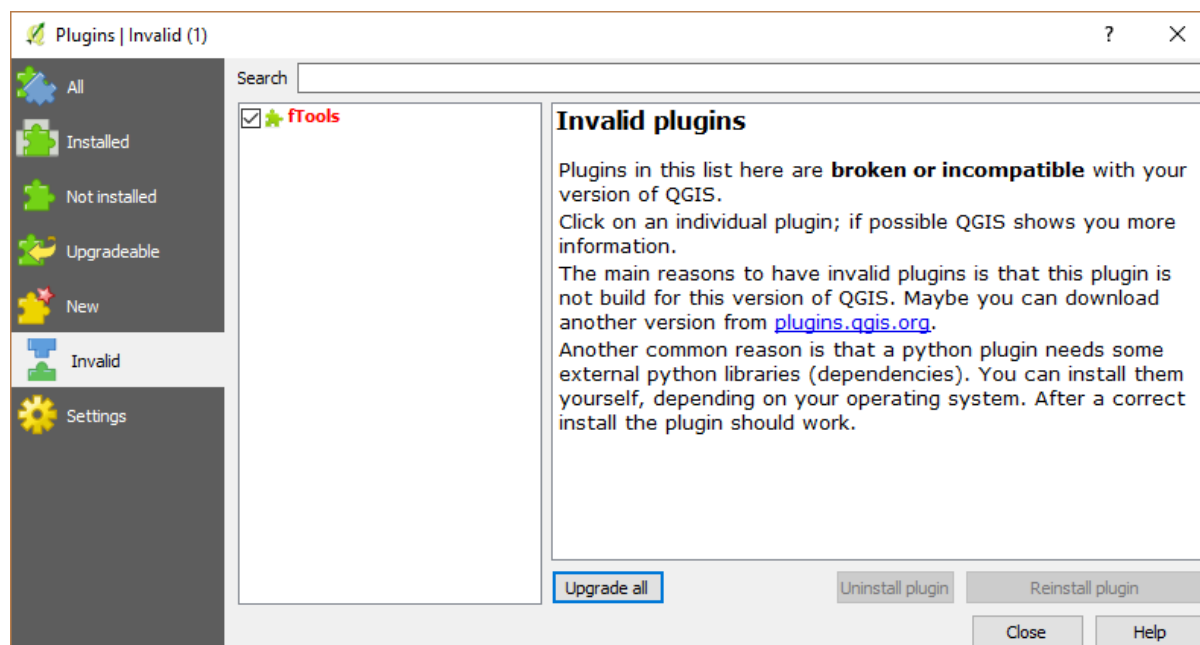 Plugins | Invalid (1)
?
All
Installed
Not installed
Upgradeable
New
Invalid
Settings
Search
fTools
Invalid plugins
Plugins in this list here are broken or incompatible with your
version of QGIS.
Click on an individual plugin; if possible QGIS shows you more
information.
The main reasons to have invalid plugins is that this plugin is
not build for this version of QGIS. Maybe you can download
another version from plugins.qgis.org.
Another common reason is that a python plugin needs some
external python libraries (dependencies). You can install them
yourself, depending on your operating system. After a correct
install the plugin should work.
Upgrade all
Uninstall plugin
Reinstall plugin
Close
Help